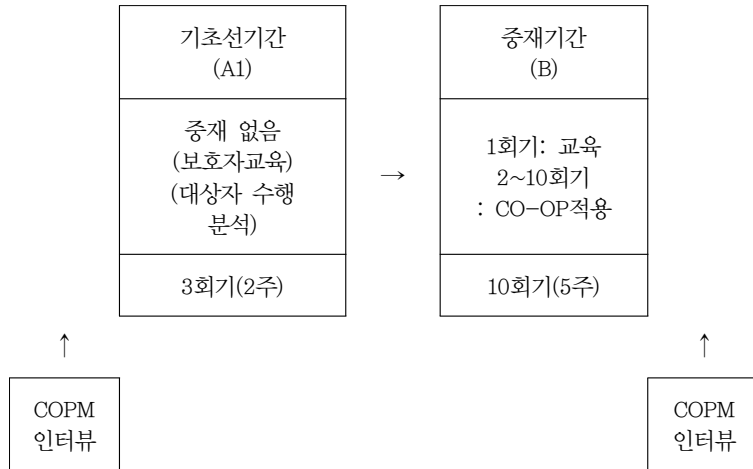 기초선기간
(A1)
중재 없음
(보호자교육)
(대상자 수행
분석)
3회기(2주)
→
중재기간
(B)
1회기: 교육
2~10회기
: CO-OP적용
10회기(5주)
↑
↑
COPM
인터뷰
COPM
인터뷰